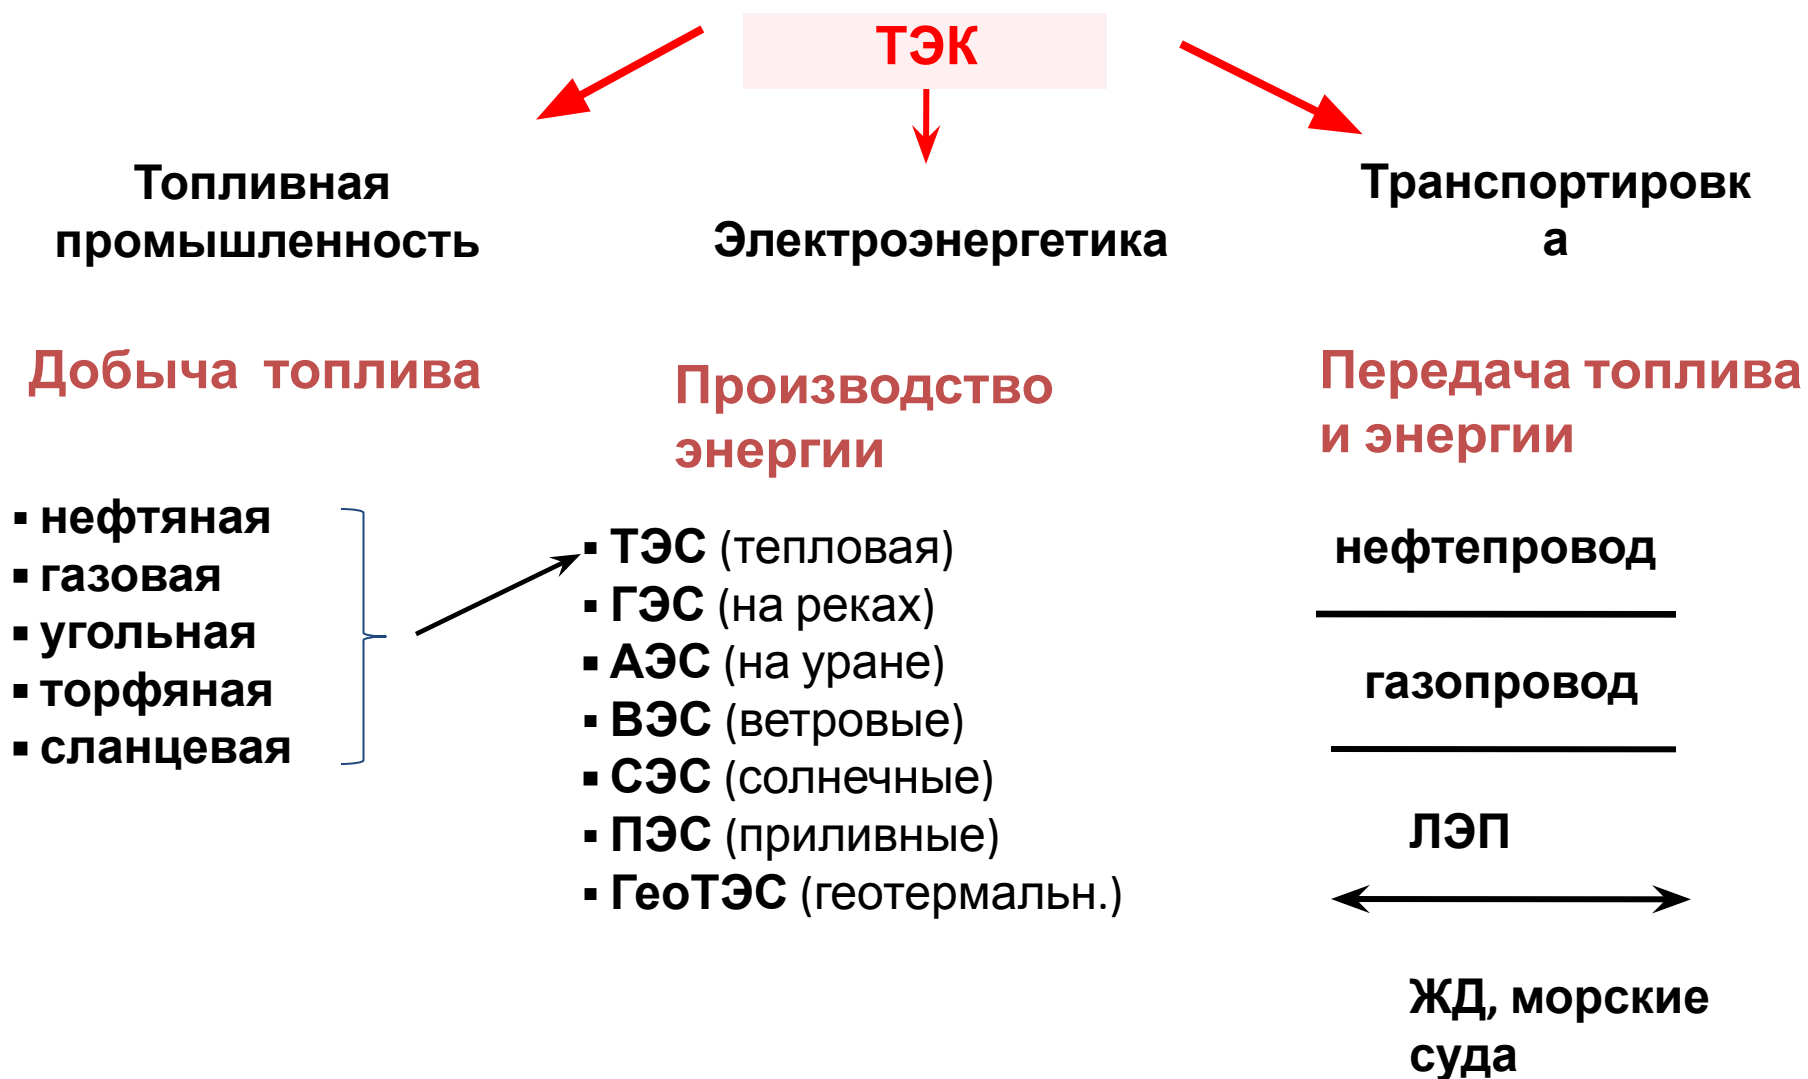 ТЭК
Топливная
промышленность
Электроэнергетика
Транспортировк
а
Добыча топлива
▪ нефтяная
▪ газовая
▪ угольная
▪ торфяная
▪ сланцевая
Производство
энергии
▪ ТЭС (тепловая)
▪ ГЭС (на реках)
▪ АЭС (на уране)
▪ ВЭС (ветровые)
▪ СЭС (солнечные)
▪ ПЭС (приливные)
▪ ГеоТЭС (геотермальн.)
Передача топлива
и энергии
нефтепровод
газопровод
ЛЭП
ЖД, морские
суда